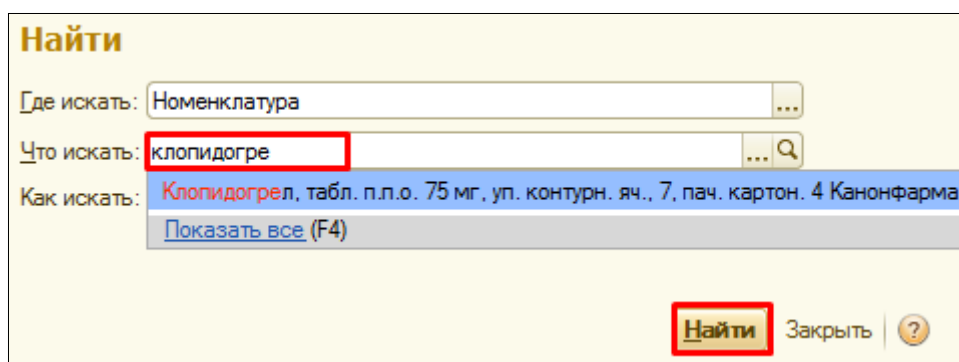 Найти
Где искать: Номенклатура ...
Что искать: клопидогре ...
Как искать: Клопидогрел, табл. п.п.о. 75 мг, уп. контурн. яч., 7, пач. картон. 4 Канонфарма
Показать все (F4)
Найти Закрыть ?